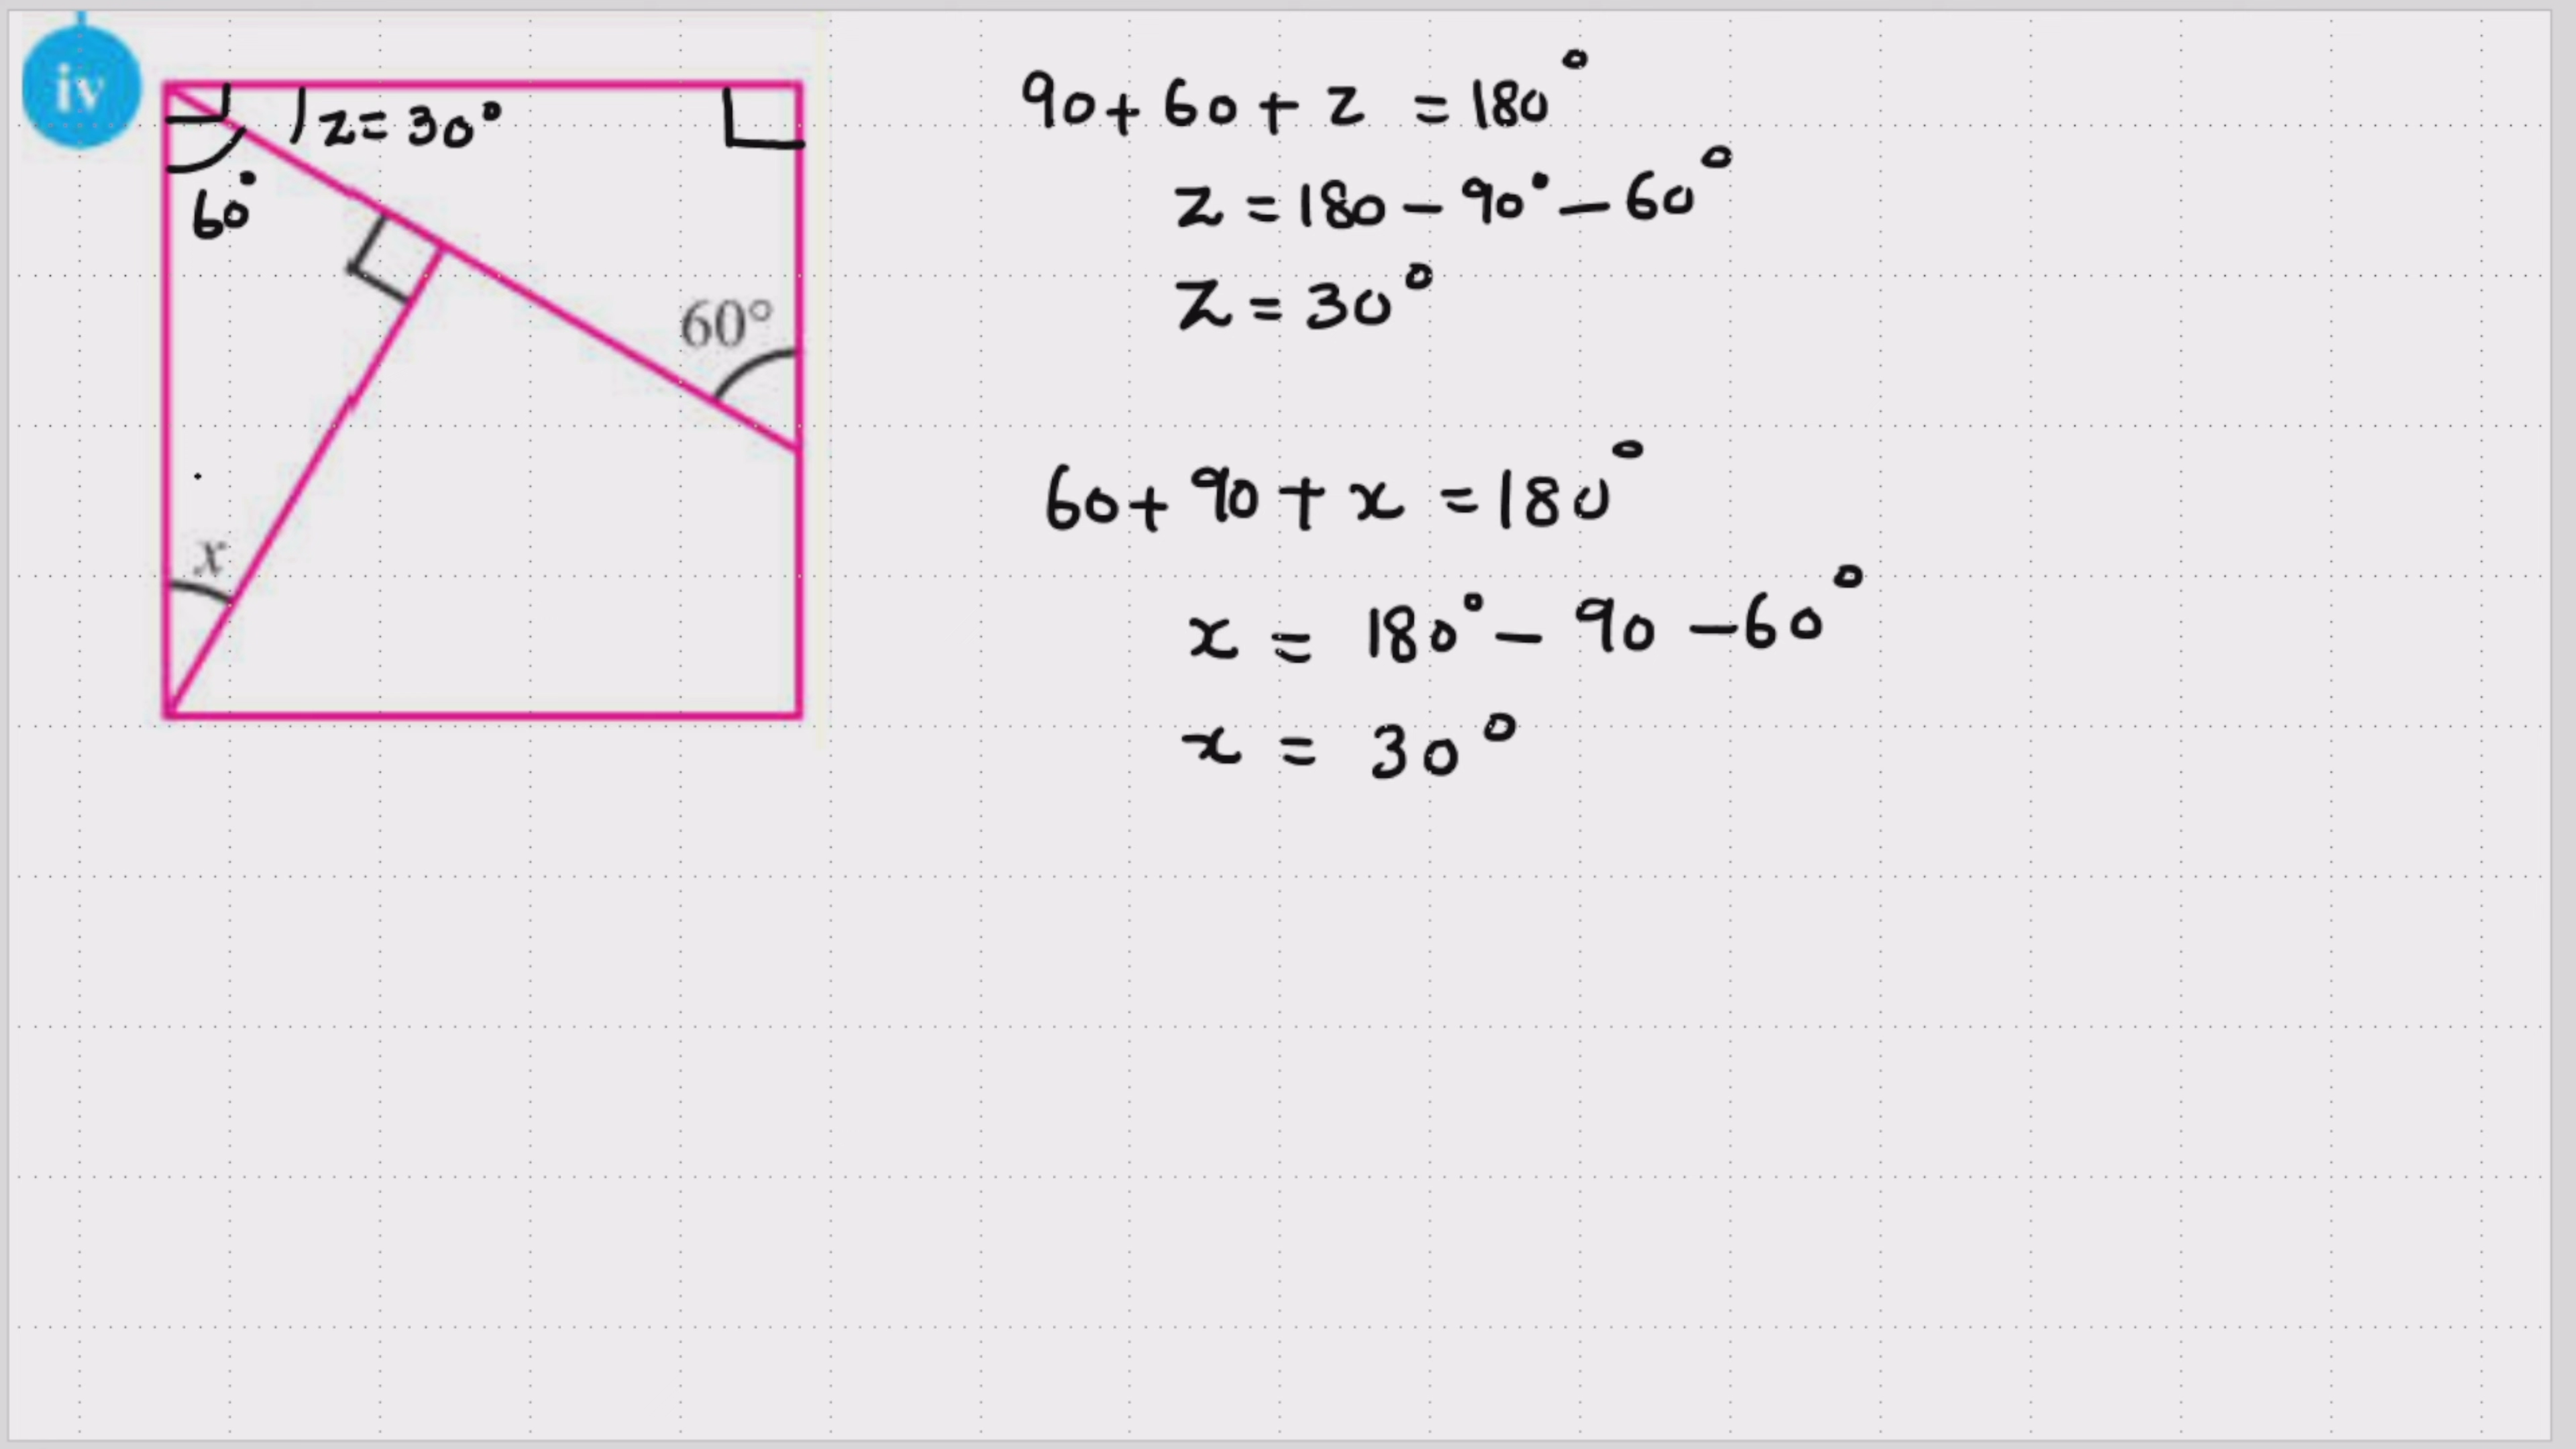 iv
z= 30°
60°
60°
x
90+ 60 + z = 180°
z = 180 – 90° – 60°
z = 30°
60+ 90 + x = 180°
x = 180° – 90 – 60°
x = 30°